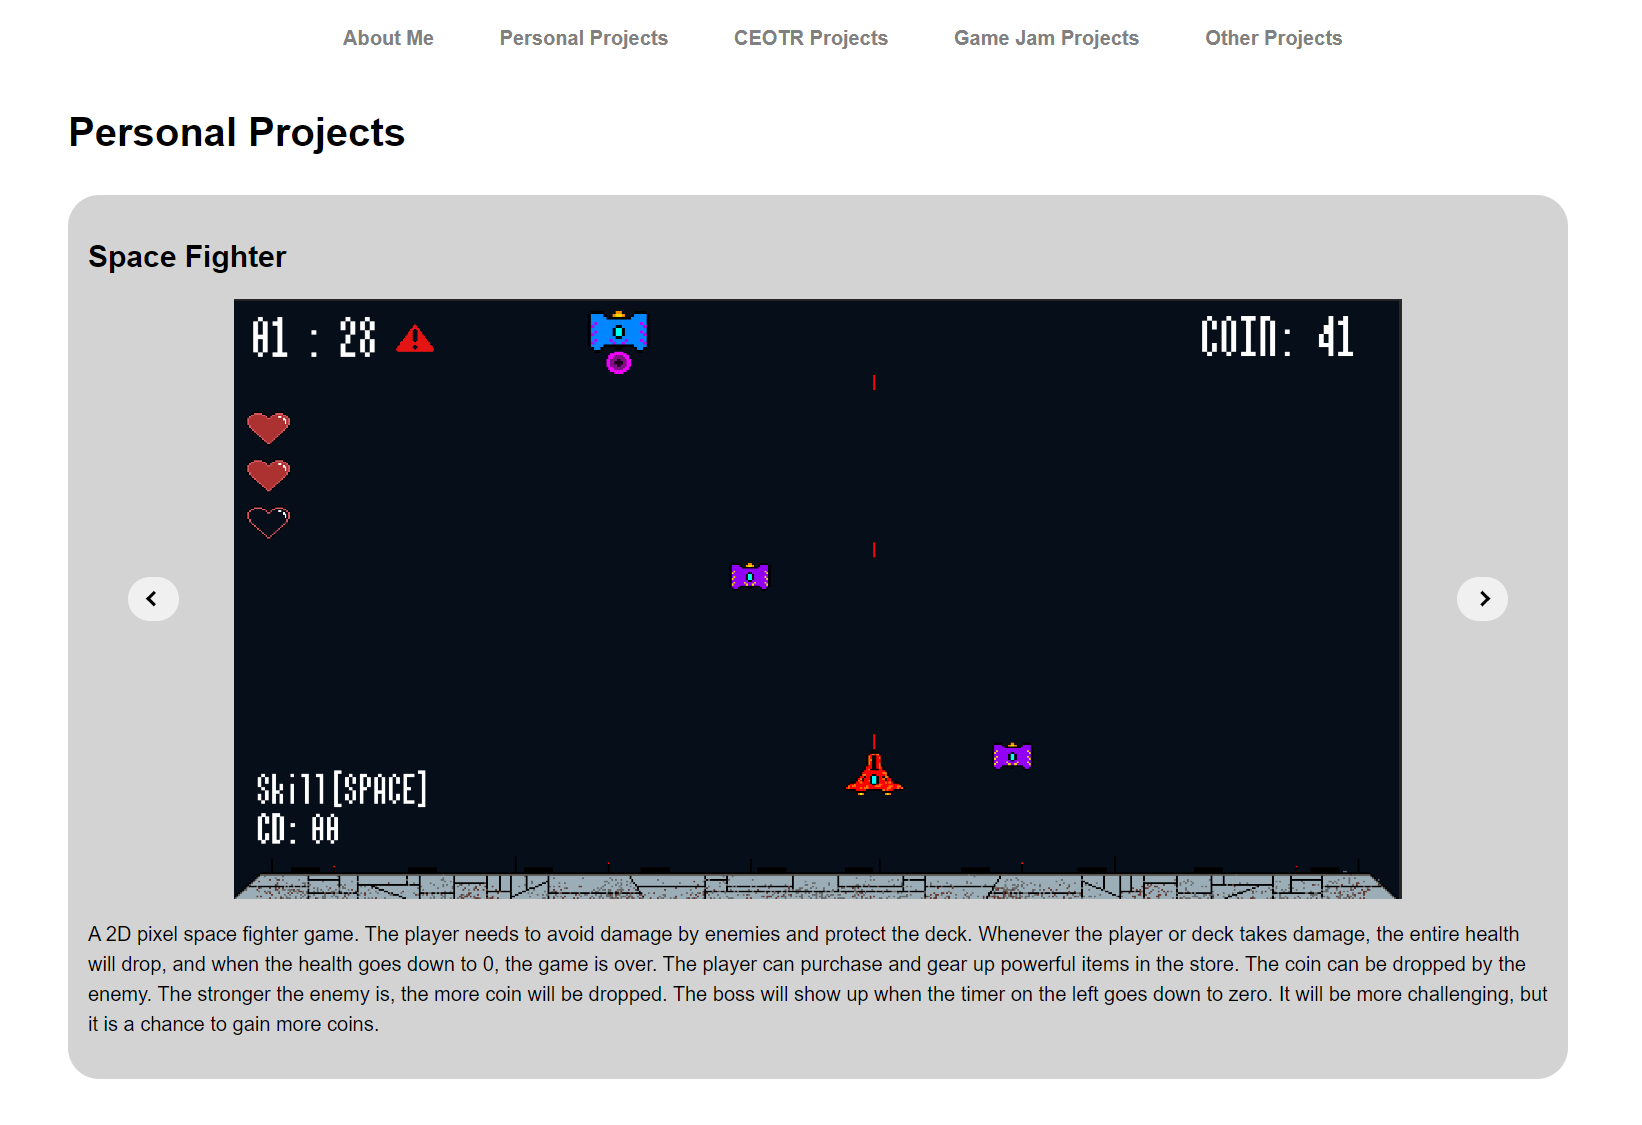 About Me Personal Projects CEOTR Projects Game Jam Projects Other Projects
Personal Projects
Space Fighter
01 : 28
COIN: 41
Skill[SPACE]
CD: 00
A 2D pixel space fighter game. The player needs to avoid damage by enemies and protect the deck. Whenever the player or deck takes damage, the entire health
will drop, and when the health goes down to 0, the game is over. The player can purchase and gear up powerful items in the store. The coin can be dropped by the
enemy. The stronger the enemy is, the more coin will be dropped. The boss will show up when the timer on the left goes down to zero. It will be more challenging, but
it is a chance to gain more coins.